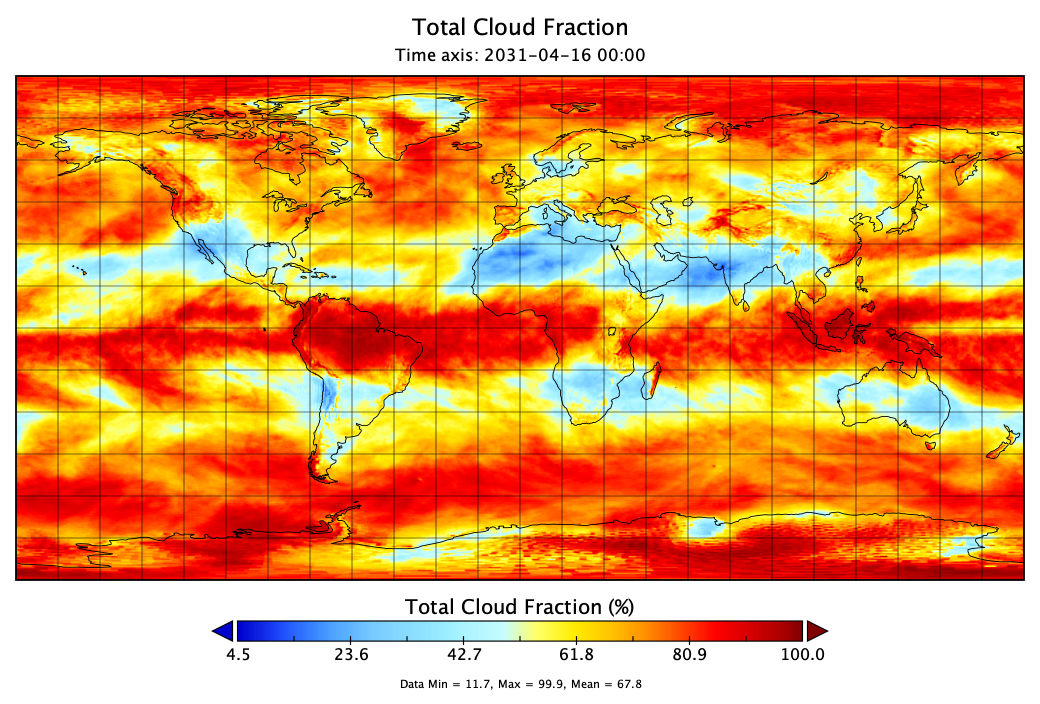 Total Cloud Fraction
Time axis: 2031-04-16 00:00
Total Cloud Fraction (%)
4.5 23.6 42.7 61.8 80.9 100.0
Data Min = 11.7, Max = 99.9, Mean = 67.8